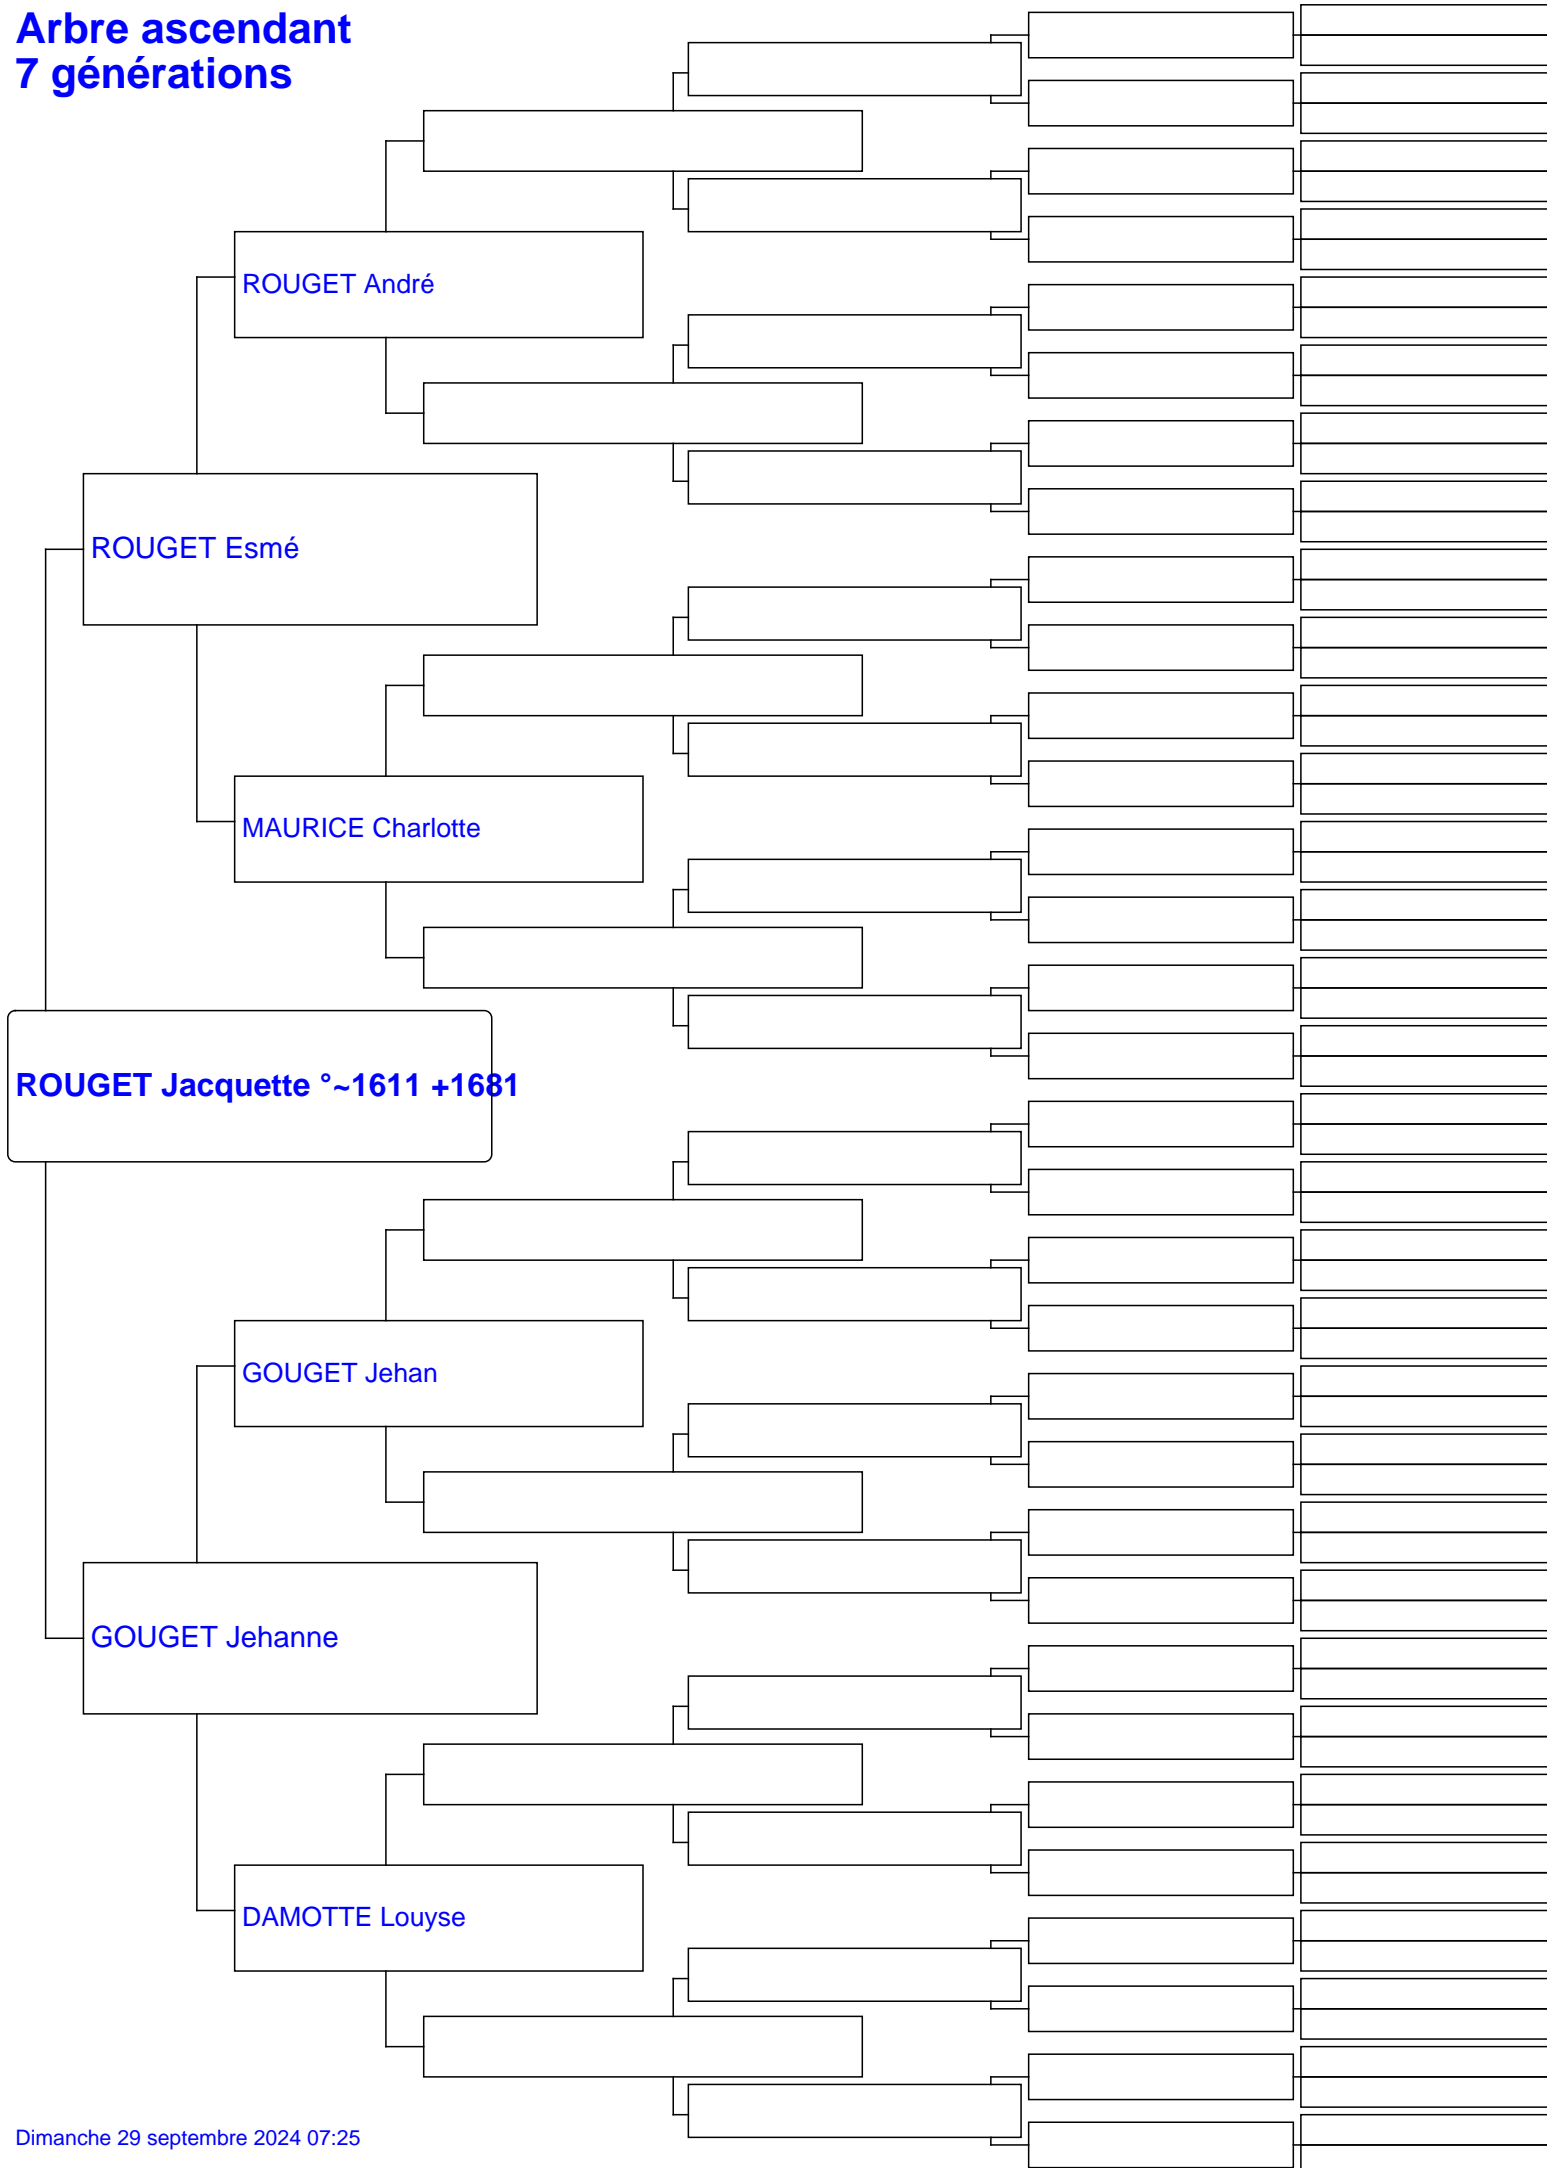 Arbre ascendant
7 générations
ROUGET André
ROUGET Esmé
MAURICE Charlotte
ROUGET Jacquette °~1611 +1681
GOUGET Jehan
GOUGET Jehanne
DAMOTTE Louyse
Dimanche 29 septembre 2024 07:25